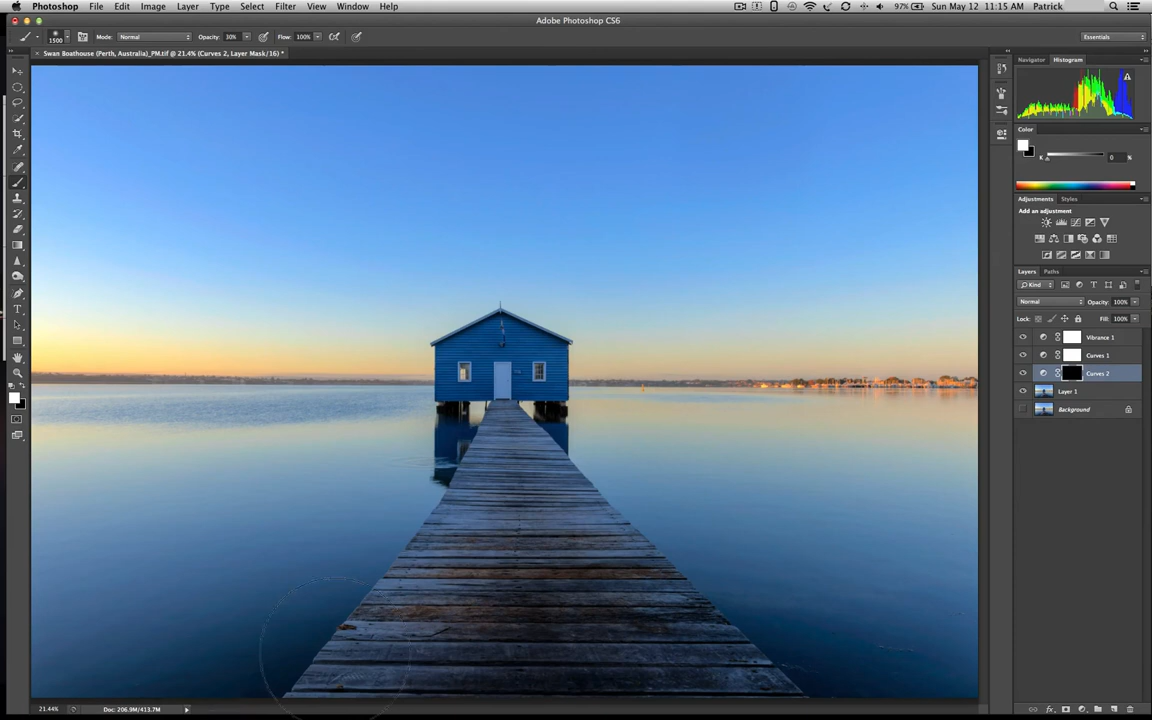 Photoshop File Edit Image Layer Type Select Filter View Window Help 97% Sun May 12 11:15 AM Patrick
Adobe Photoshop CS6
1500 Mode: Normal Opacity: 30% Flow: 100% Essentials
× Swan Boathouse (Perth, Australia)_PM.tif @ 21.4% (Curves 2, Layer Mask/16) *
Navigator Histogram
Color
K 0 %
Adjustments Styles
Add an adjustment
Layers Paths
Kind
Normal Opacity: 100%
Lock: Fill: 100%
Vibrance 1
Curves 1
Curves 2
Layer 1
Background
21.44% Doc: 206.9M/413.7M